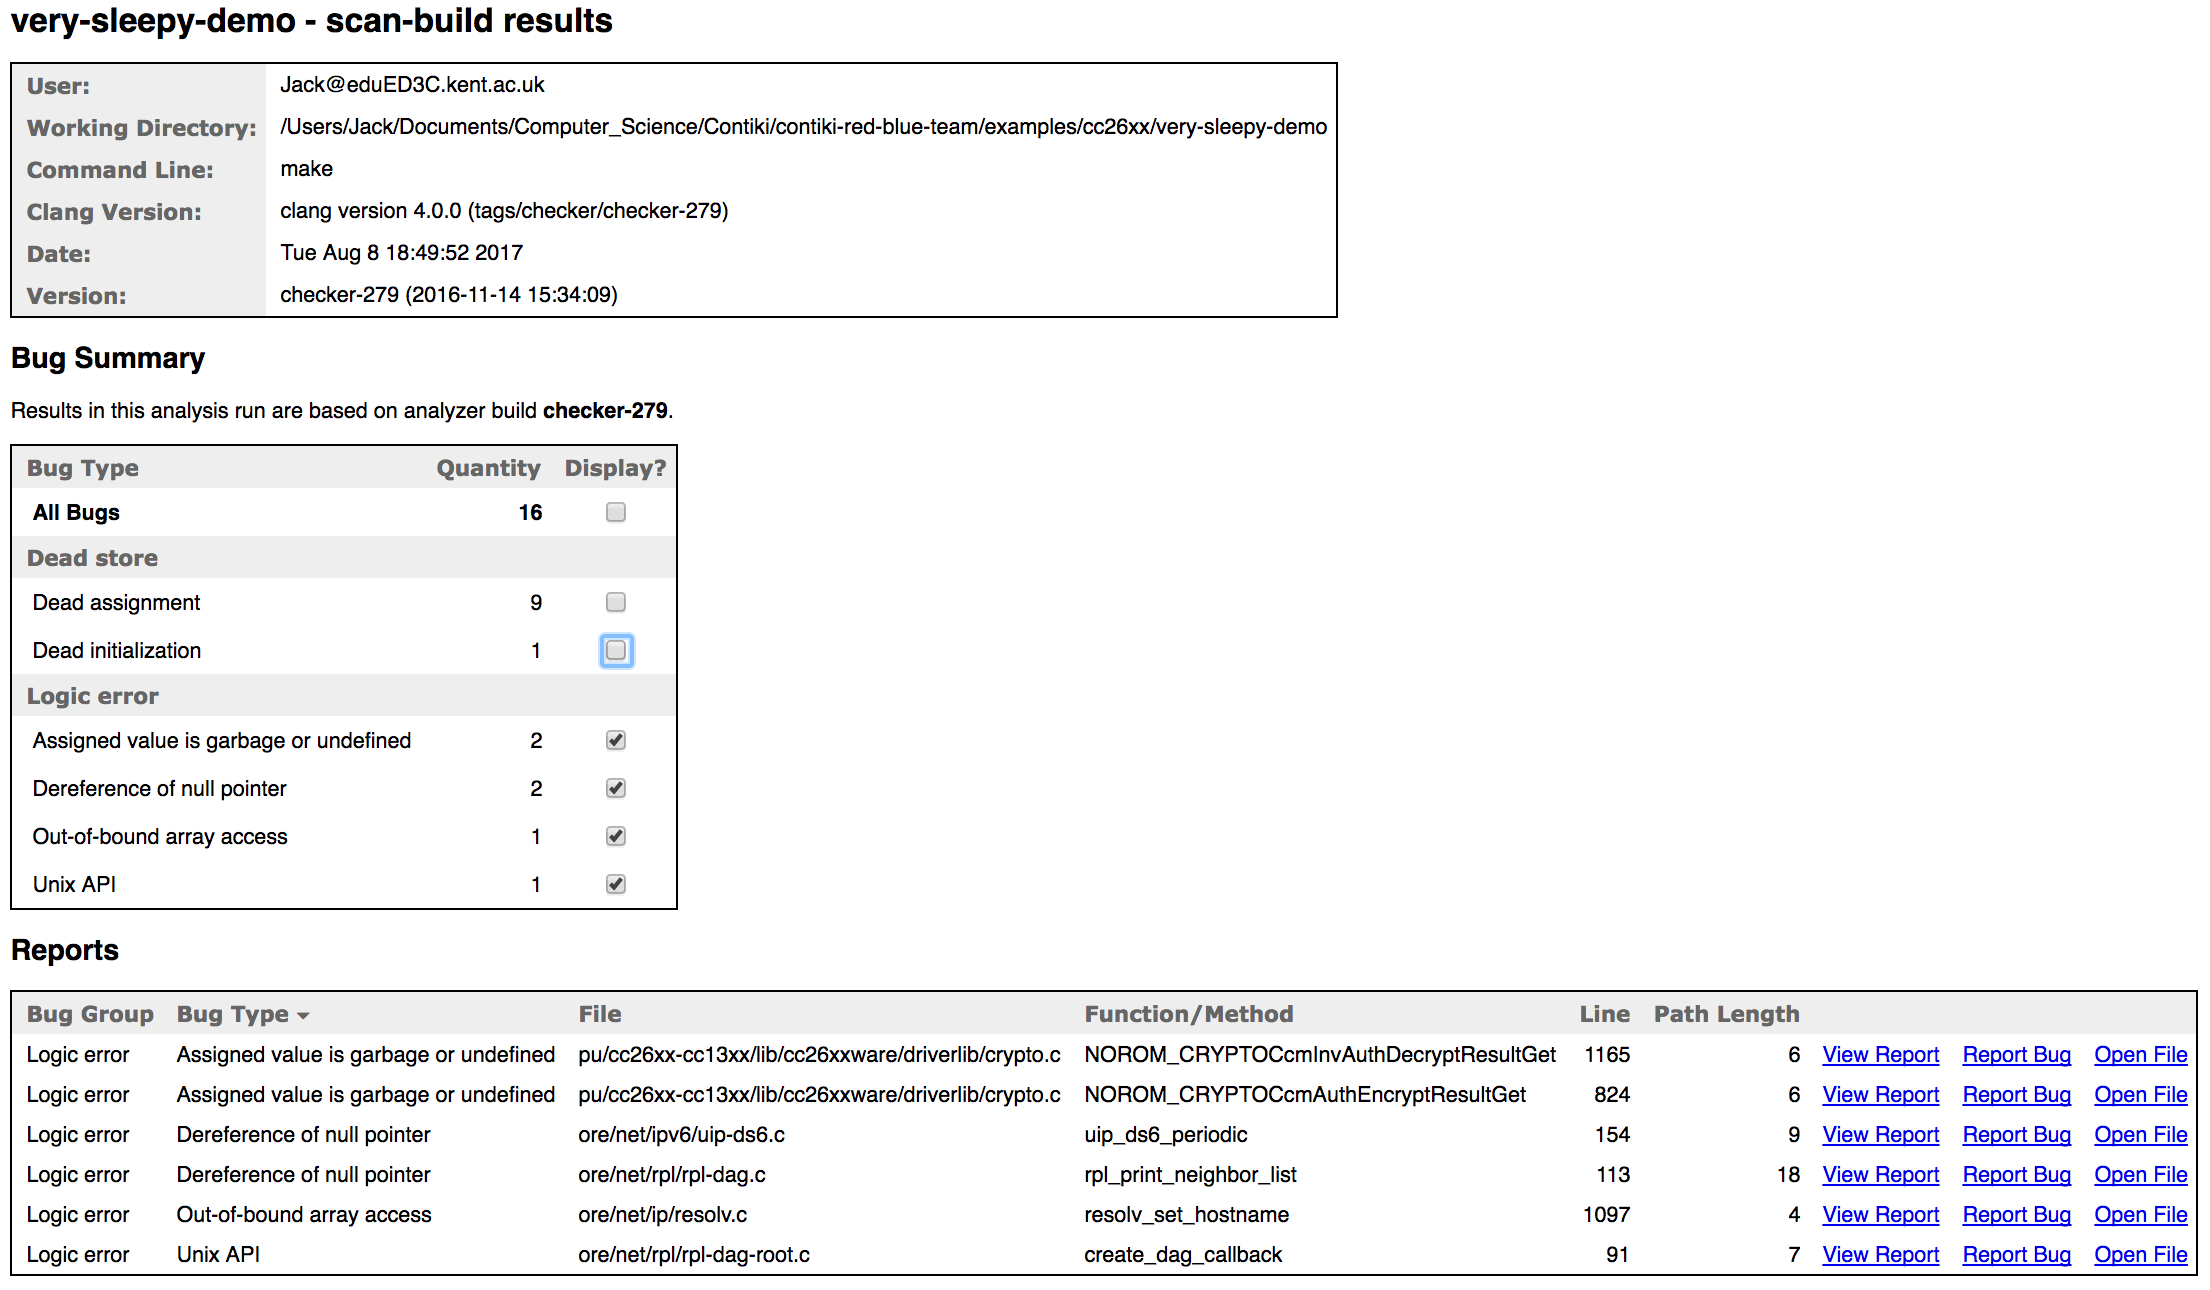 very-sleepy-demo - scan-build results
User: Jack@eduED3C.kent.ac.uk
Working Directory: /Users/Jack/Documents/Computer_Science/Contiki/contiki-red-blue-team/examples/cc26xx/very-sleepy-demo
Command Line: make
Clang Version: clang version 4.0.0 (tags/checker/checker-279)
Date: Tue Aug 8 18:49:52 2017
Version: checker-279 (2016-11-14 15:34:09)
Bug Summary
Results in this analysis run are based on analyzer build checker-279.
Bug Type Quantity Display?
All Bugs 16
Dead store
Dead assignment 9
Dead initialization 1
Logic error
Assigned value is garbage or undefined 2
Dereference of null pointer 2
Out-of-bound array access 1
Unix API 1
Reports
Bug Group Bug Type File Function/Method Line Path Length
Logic error Assigned value is garbage or undefined pu/cc26xx-cc13xx/lib/cc26xxware/driverlib/crypto.c NOROM_CRYPTOCcmInvAuthDecryptResultGet 1165 6 View Report Report Bug Open File
Logic error Assigned value is garbage or undefined pu/cc26xx-cc13xx/lib/cc26xxware/driverlib/crypto.c NOROM_CRYPTOCcmAuthEncryptResultGet 824 6 View Report Report Bug Open File
Logic error Dereference of null pointer ore/net/ipv6/uip-ds6.c uip_ds6_periodic 154 9 View Report Report Bug Open File
Logic error Dereference of null pointer ore/net/rpl/rpl-dag.c rpl_print_neighbor_list 113 18 View Report Report Bug Open File
Logic error Out-of-bound array access ore/net/ip/resolv.c resolv_set_hostname 1097 4 View Report Report Bug Open File
Logic error Unix API ore/net/rpl/rpl-dag-root.c create_dag_callback 91 7 View Report Report Bug Open File